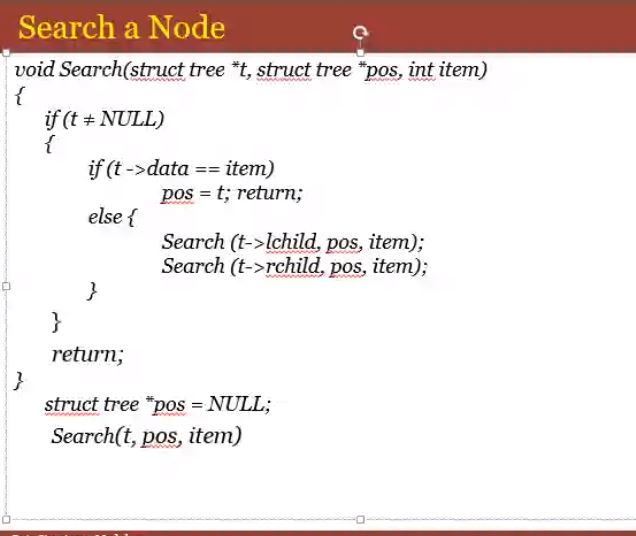 Search a Node
void Search(struct tree *t, struct tree *pos, int item)
{
if (t ≠ NULL)
{
if (t ->data == item)
pos = t; return;
else {
Search (t->lchild, pos, item);
Search (t->rchild, pos, item);
}
}
return;
}
struct tree *pos = NULL;
Search(t, pos, item)